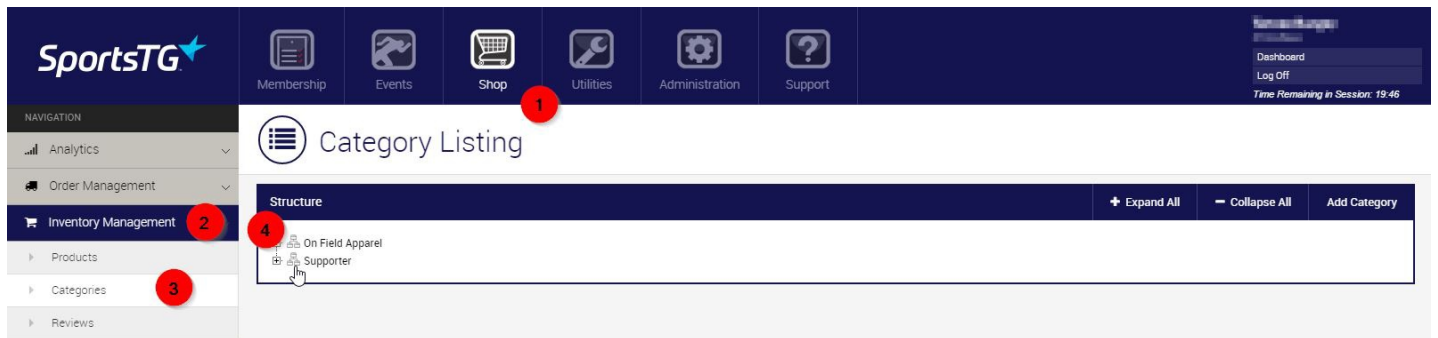 SportsTG
Membership
Events
Shop
Utilities
Administration
Support
Dashboard
Log Off
Time Remaining in Session: 19:46
1
NAVIGATION
Analytics
Order Management
Inventory Management
2
Products
Categories
3
Reviews
Category Listing
Structure
+ Expand All
− Collapse All
Add Category
4
On Field Apparel
Supporter